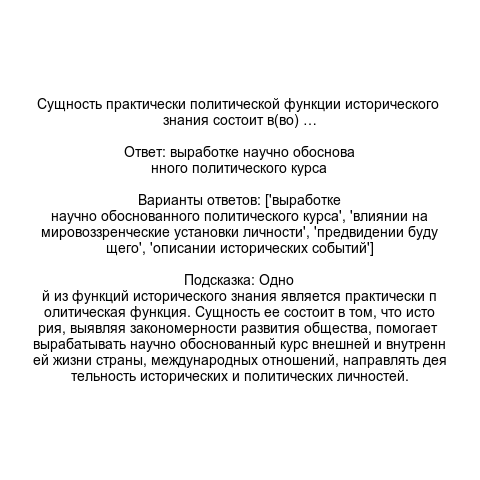 Сущность практически политической функции исторического
знания состоит в(во) …
Ответ: выработке научно обоснова
нного политического курса
Варианты ответов: ['выработке
научно обоснованного политического курса', 'влиянии на
мировоззренческие установки личности', 'предвидении буду
щего', 'описании исторических событий']
Подсказка: Одно
й из функций исторического знания является практически п
олитическая функция. Сущность ее состоит в том, что исто
рия, выявляя закономерности развития общества, помогает
вырабатывать научно обоснованный курс внешней и внутренн
ей жизни страны, международных отношений, направлять дея
тельность исторических и политических личностей.